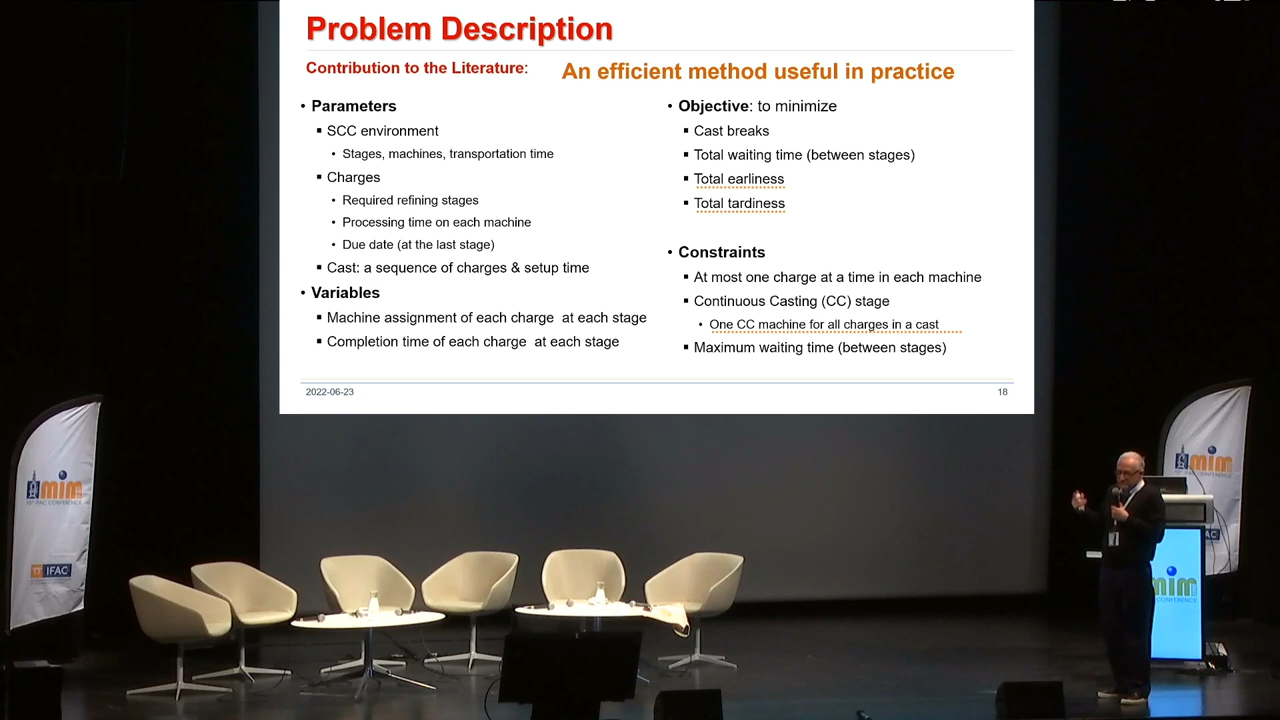 Problem Description
Contribution to the Literature:
An efficient method useful in practice
• Parameters
▪ SCC environment
• Stages, machines, transportation time
▪ Charges
• Required refining stages
• Processing time on each machine
• Due date (at the last stage)
▪ Cast: a sequence of charges & setup time
• Variables
▪ Machine assignment of each charge at each stage
▪ Completion time of each charge at each stage
• Objective: to minimize
▪ Cast breaks
▪ Total waiting time (between stages)
▪ Total earliness
▪ Total tardiness
• Constraints
▪ At most one charge at a time in each machine
▪ Continuous Casting (CC) stage
• One CC machine for all charges in a cast
▪ Maximum waiting time (between stages)
2022-06-23
18
mim
IFAC CONFERENCE
IFAC
mim
mim
CONFERENCE